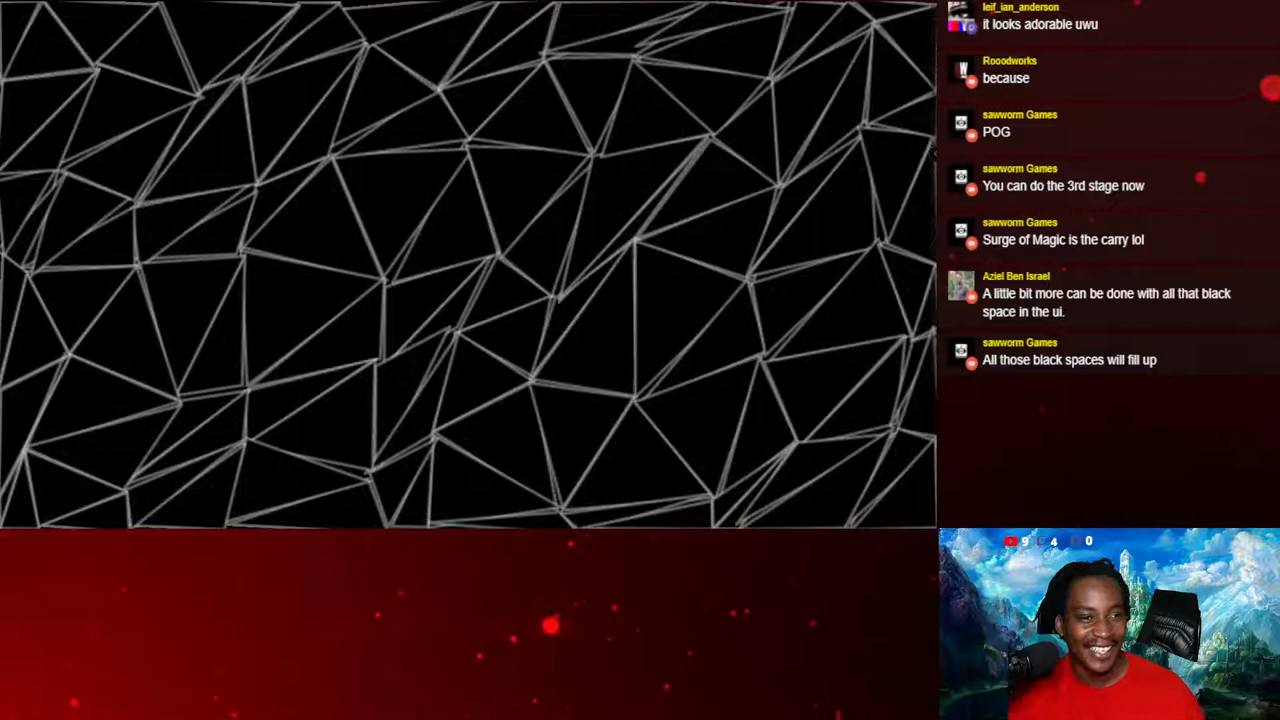 leif_ian_anderson
it looks adorable uwu
Rooodworks
because
sawworm Games
POG
sawworm Games
You can do the 3rd stage now
sawworm Games
Surge of Magic is the carry lol
Aziel Ben Israel
A little bit more can be done with all that black
space in the ui.
sawworm Games
All those black spaces will fill up
9 4 0